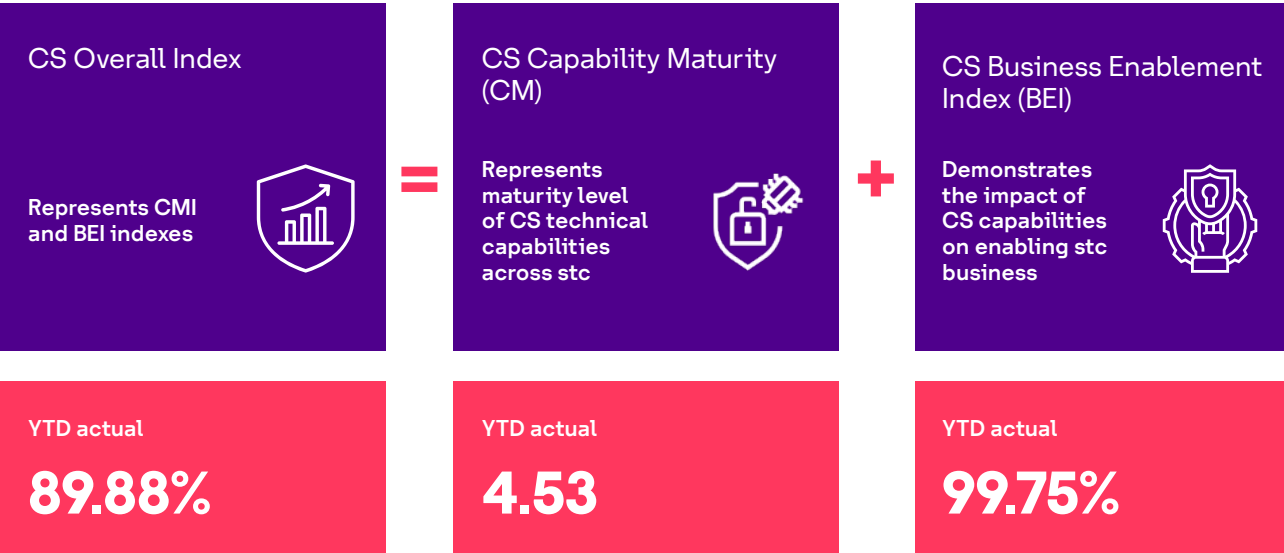 CS Overall Index
Represents CMI
and BEI indexes
=
CS Capability Maturity
(CM)
Represents
maturity level
of CS technical
capabilities
across stc
+
CS Business Enablement
Index (BEI)
Demonstrates
the impact of
CS capabilities
on enabling stc
business
YTD actual
89.88%
YTD actual
4.53
YTD actual
99.75%